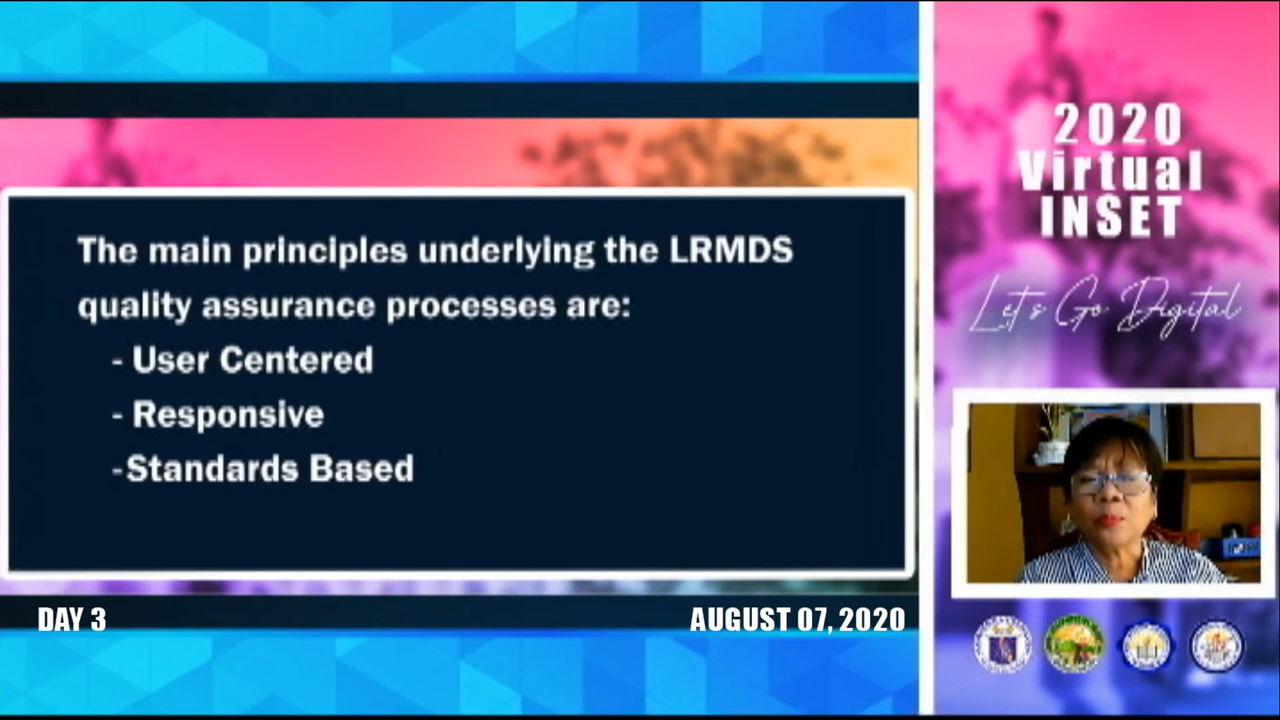 The main principles underlying the LRMDS
quality assurance processes are:
- User Centered
- Responsive
-Standards Based
DAY 3
AUGUST 07, 2020
2020
Virtual
INSET
Let's Go Digital